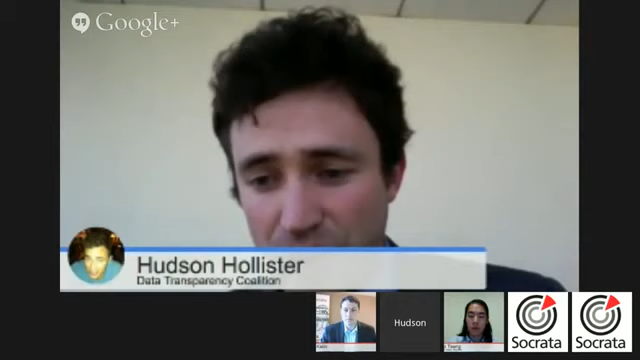 Google+
Hudson Hollister
Data Transparency Coalition
Hudson
Socrata
Socrata